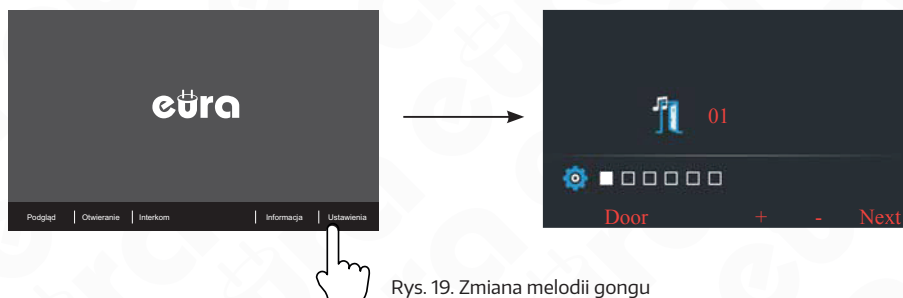 eura
Podgląd Otwieranie Interkom Informacja Ustawienia
01
Door + - Next
Rys. 19. Zmiana melodii gongu